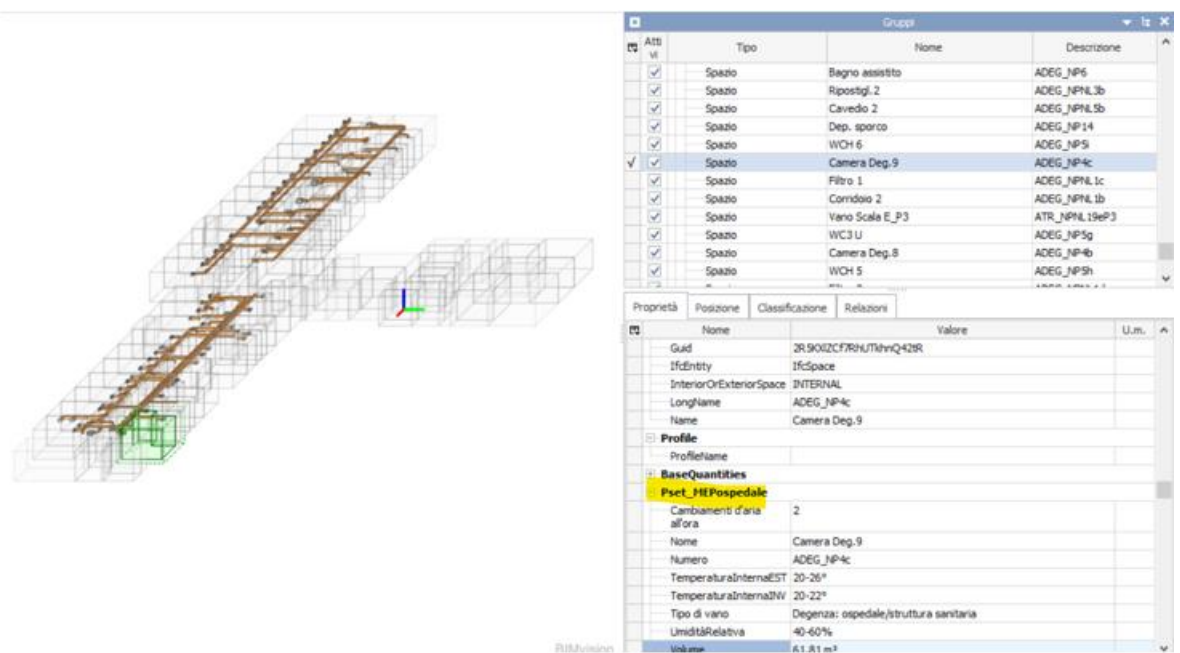 Gruppi
Atti vi Tipo Nome Descrizione
Spazio Bagno assistito ADEG_NP6
Spazio Ripostigl.2 ADEG_NPNL3b
Spazio Cavedio 2 ADEG_NPNL5b
Spazio Dep. sporco ADEG_NP14
Spazio WCH 6 ADEG_NP5i
√ Spazio Camera Deg.9 ADEG_NP4c
Spazio Filtro 1 ADEG_NPNL1c
Spazio Corridoio 2 ADEG_NPNL1b
Spazio Vano Scala E_P3 ATR_NPNL19eP3
Spazio WC3 U ADEG_NP5g
Spazio Camera Deg.8 ADEG_NP4b
Spazio WCH 5 ADEG_NP5h
Proprietà Posizione Classificazione Relazioni
Nome Valore U.m.
Guid
IfcEntity IfcSpace
InteriorOrExteriorSpace INTERNAL
LongName ADEG_NP4c
Name Camera Deg.9
Profile
ProfileName
BaseQuantities
Pset_MEPospedale
Cambiamenti d'aria all'ora 2
Nome Camera Deg.9
Numero ADEG_NP4c
TemperaturaInternaEST 20-26°
TemperaturaInternaINV 20-22°
Tipo di vano Degenza: ospedale/struttura sanitaria
UmiditàRelativa 40-60%
Volume 61.81 m³
BIMvision